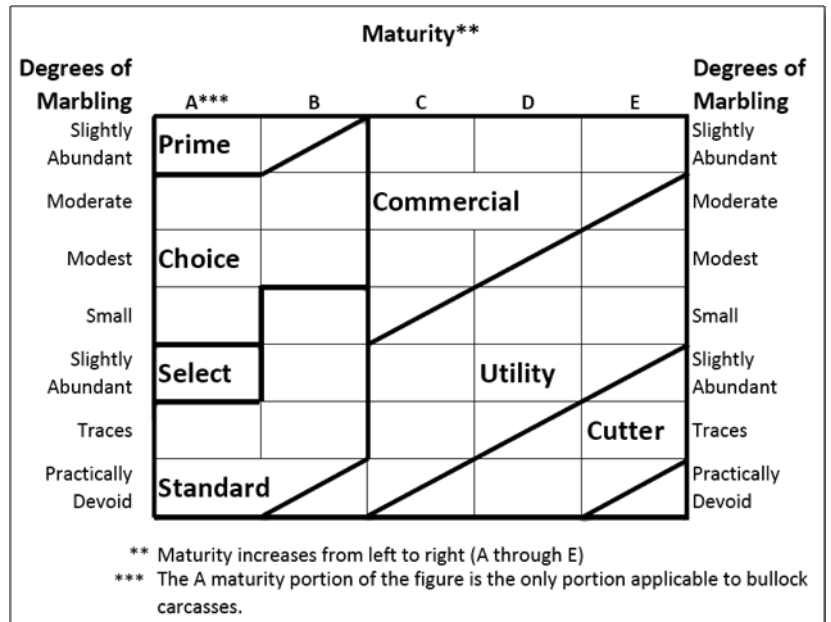 Maturity**
Degrees of Marbling A*** B C D E Degrees of Marbling
Slightly Abundant Prime Slightly Abundant
Moderate Commercial Moderate
Modest Choice Modest
Small Small
Slightly Abundant Select Utility Slightly Abundant
Traces Cutter Traces
Practically Devoid Standard Practically Devoid
** Maturity increases from left to right (A through E)
*** The A maturity portion of the figure is the only portion applicable to bullock
carcasses.